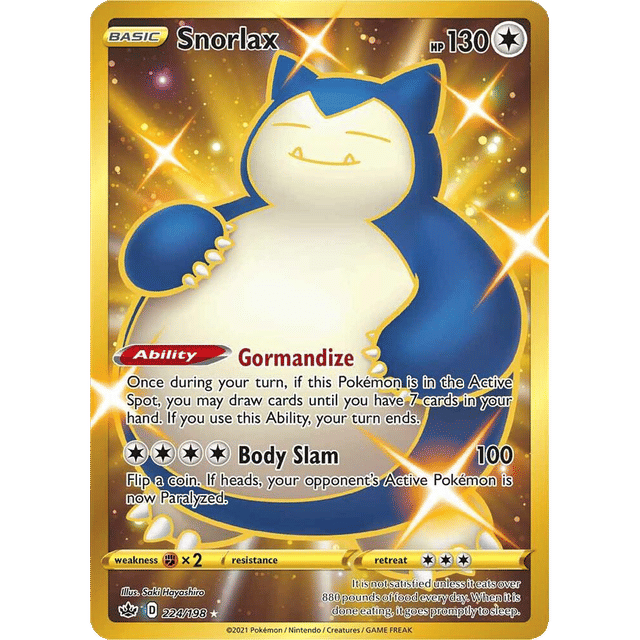 BASIC Snorlax HP 130
Ability Gormandize
Once during your turn, if this Pokémon is in the Active
Spot, you may draw cards until you have 7 cards in your
hand. If you use this Ability, your turn ends.
Body Slam 100
Flip a coin. If heads, your opponent's Active Pokémon is
now Paralyzed.
weakness ×2 resistance retreat
Illus. Saki Hayashiro
It is not satisfied unless it eats over
880 pounds of food every day. When it is
done eating, it goes promptly to sleep.
D 224/198
©2021 Pokémon / Nintendo / Creatures / GAME FREAK